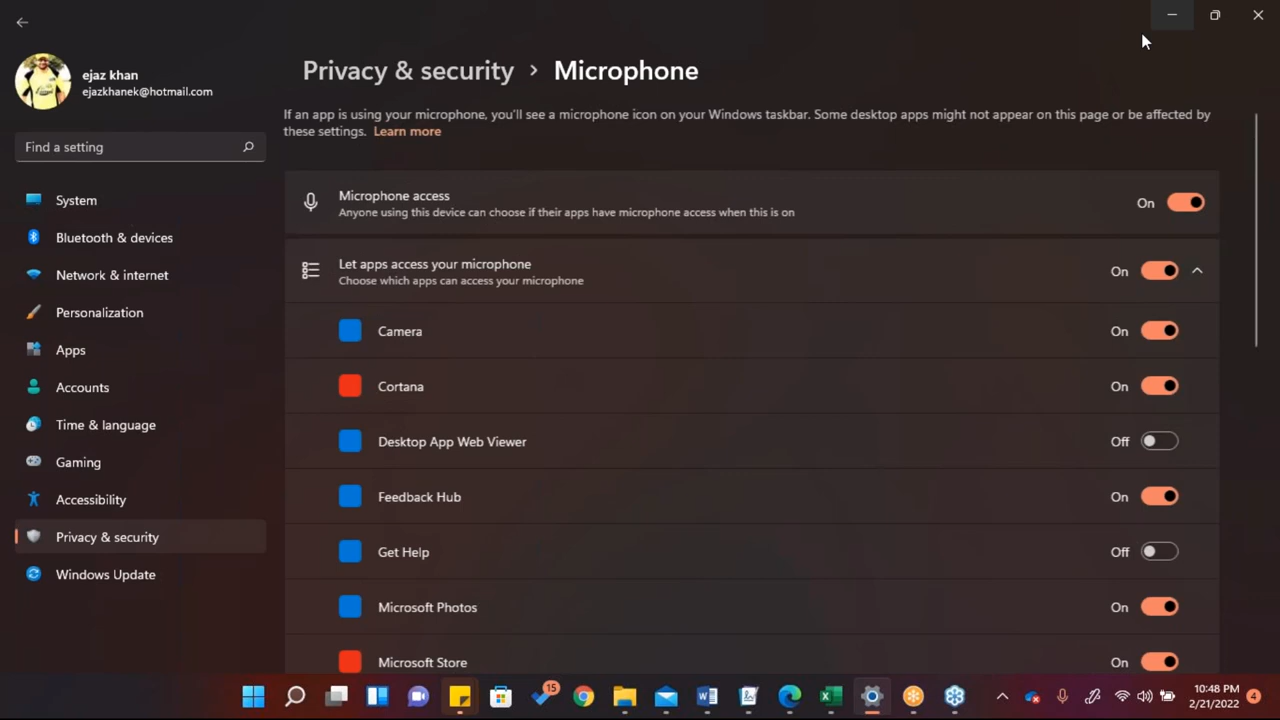 ejaz khan
ejazkhanek@hotmail.com
Find a setting
System
Bluetooth & devices
Network & internet
Personalization
Apps
Accounts
Time & language
Gaming
Accessibility
Privacy & security
Windows Update
Privacy & security > Microphone
If an app is using your microphone, you'll see a microphone icon on your Windows taskbar. Some desktop apps might not appear on this page or be affected by
these settings. Learn more
Microphone access
Anyone using this device can choose if their apps have microphone access when this is on
On
Let apps access your microphone
Choose which apps can access your microphone
On
Camera On
Cortana On
Desktop App Web Viewer Off
Feedback Hub On
Get Help Off
Microsoft Photos On
Microsoft Store On
15
10:48 PM
2/21/2022
4